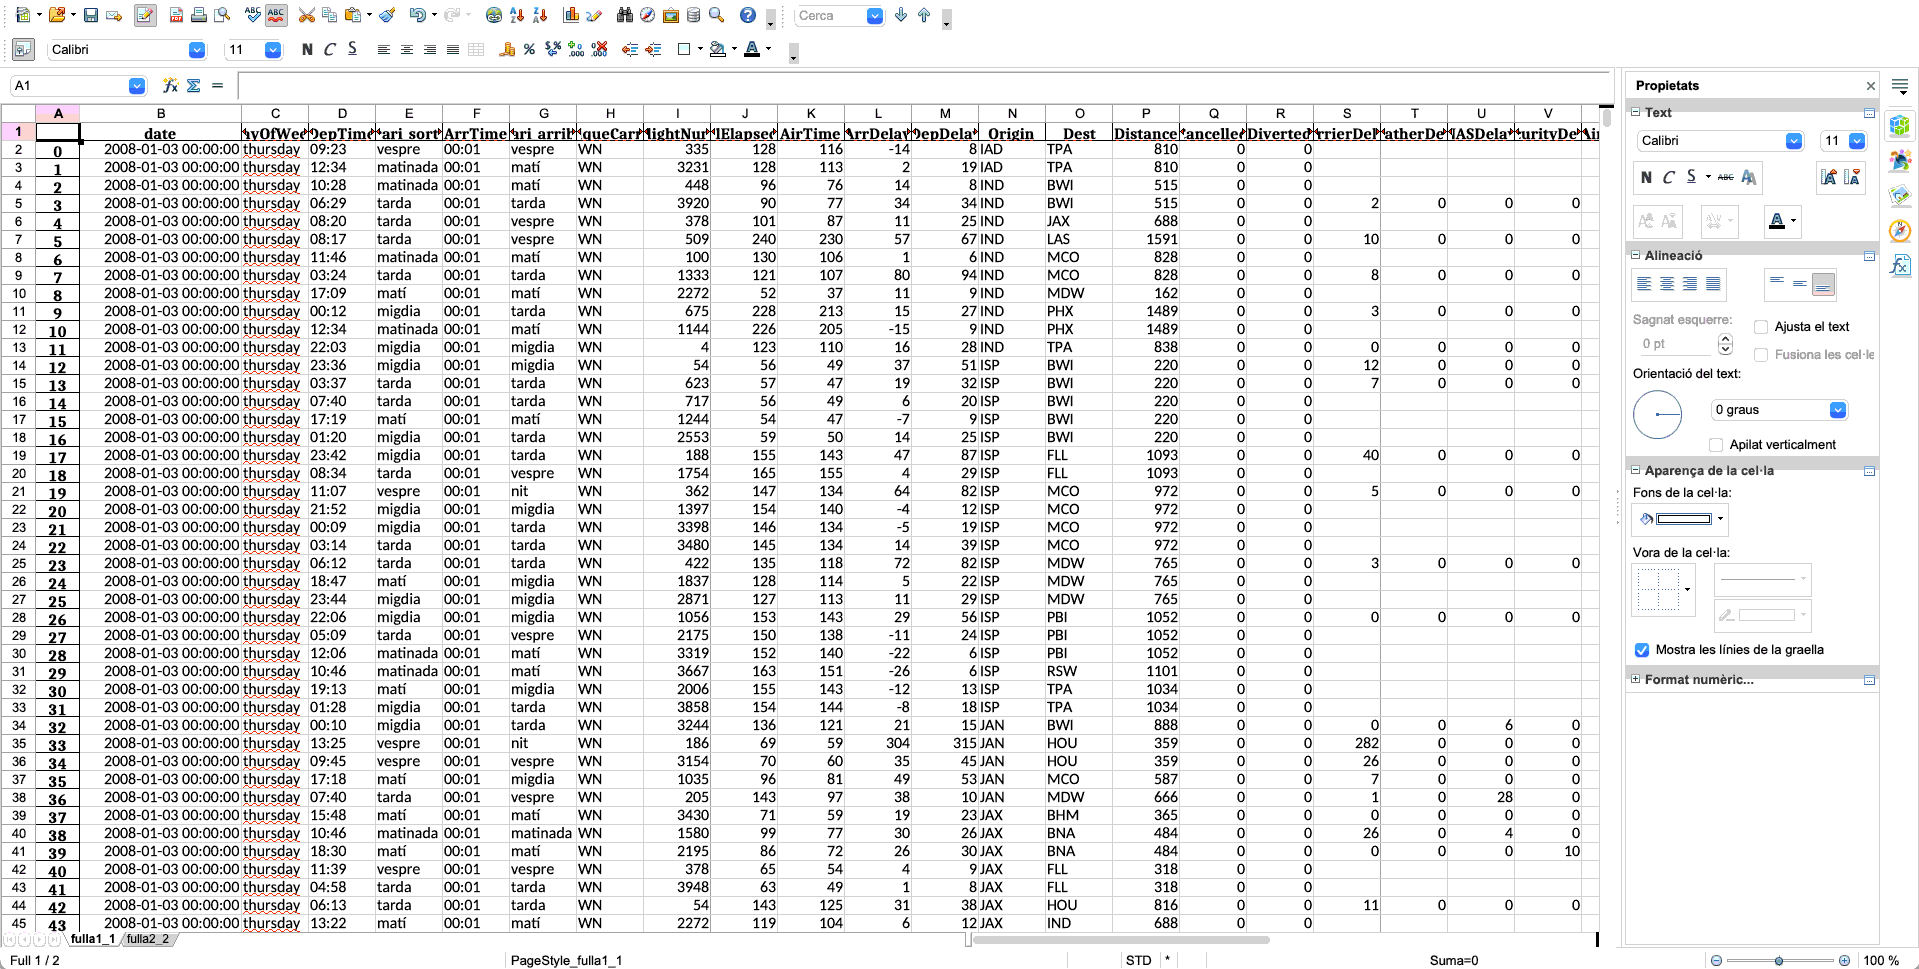 Cerca
Calibri 11 N C S
A1
A B C D E F G H I J K L M N O P Q R S T U V
1 date ayOfWee DepTime ari_sort ArrTime ari_arrib queCarr lightNum lElapsed AirTime ArrDelay DepDelay Origin Dest Distance ancelled Diverted rrierDel atherDe IASDelay urityDe
2 0 2008-01-03 00:00:00 thursday 09:23 vespre 00:01 vespre WN 335 128 116 -14 8 IAD TPA 810 0 0
3 1 2008-01-03 00:00:00 thursday 12:34 matinada 00:01 matí WN 3231 128 113 2 19 IAD TPA 810 0 0
4 2 2008-01-03 00:00:00 thursday 10:28 matinada 00:01 matí WN 448 96 76 14 8 IND BWI 515 0 0
5 3 2008-01-03 00:00:00 thursday 06:29 tarda 00:01 tarda WN 3920 90 77 34 34 IND BWI 515 0 0 2 0 0 0
6 4 2008-01-03 00:00:00 thursday 08:20 tarda 00:01 vespre WN 378 101 87 11 25 IND JAX 688 0 0
7 5 2008-01-03 00:00:00 thursday 08:17 tarda 00:01 vespre WN 509 240 230 57 67 IND LAS 1591 0 0 10 0 0 0
8 6 2008-01-03 00:00:00 thursday 11:46 matinada 00:01 matí WN 100 130 106 1 6 IND MCO 828 0 0
9 7 2008-01-03 00:00:00 thursday 03:24 tarda 00:01 tarda WN 1333 121 107 80 94 IND MCO 828 0 0 8 0 0 0
10 8 2008-01-03 00:00:00 thursday 17:09 matí 00:01 matí WN 2272 52 37 11 9 IND MDW 162 0 0
11 9 2008-01-03 00:00:00 thursday 00:12 migdia 00:01 tarda WN 675 228 213 15 27 IND PHX 1489 0 0 3 0 0 0
12 10 2008-01-03 00:00:00 thursday 12:34 matinada 00:01 matí WN 1144 226 205 -15 9 IND PHX 1489 0 0
13 11 2008-01-03 00:00:00 thursday 22:03 migdia 00:01 migdia WN 4 123 110 16 28 IND TPA 838 0 0 0 0 0 0
14 12 2008-01-03 00:00:00 thursday 23:36 migdia 00:01 migdia WN 54 56 49 37 51 ISP BWI 220 0 0 12 0 0 0
15 13 2008-01-03 00:00:00 thursday 03:37 tarda 00:01 tarda WN 623 57 47 19 32 ISP BWI 220 0 0 7 0 0 0
16 14 2008-01-03 00:00:00 thursday 07:40 tarda 00:01 tarda WN 717 56 49 6 20 ISP BWI 220 0 0
17 15 2008-01-03 00:00:00 thursday 17:19 matí 00:01 matí WN 1244 54 47 -7 9 ISP BWI 220 0 0
18 16 2008-01-03 00:00:00 thursday 01:20 migdia 00:01 tarda WN 2553 59 50 14 25 ISP BWI 220 0 0
19 17 2008-01-03 00:00:00 thursday 23:42 migdia 00:01 tarda WN 188 155 143 47 87 ISP FLL 1093 0 0 40 0 0 0
20 18 2008-01-03 00:00:00 thursday 08:34 tarda 00:01 vespre WN 1754 165 155 4 29 ISP FLL 1093 0 0
21 19 2008-01-03 00:00:00 thursday 11:07 vespre 00:01 nit WN 362 147 134 64 82 ISP MCO 972 0 0 5 0 0 0
22 20 2008-01-03 00:00:00 thursday 21:52 migdia 00:01 migdia WN 1397 154 140 -4 12 ISP MCO 972 0 0
23 21 2008-01-03 00:00:00 thursday 00:09 migdia 00:01 tarda WN 3398 146 134 -5 19 ISP MCO 972 0 0
24 22 2008-01-03 00:00:00 thursday 03:14 tarda 00:01 tarda WN 3480 145 134 14 39 ISP MCO 972 0 0
25 23 2008-01-03 00:00:00 thursday 06:12 tarda 00:01 tarda WN 422 135 118 72 82 ISP MDW 765 0 0 3 0 0 0
26 24 2008-01-03 00:00:00 thursday 18:47 matí 00:01 migdia WN 1837 128 114 5 22 ISP MDW 765 0 0
27 25 2008-01-03 00:00:00 thursday 23:44 migdia 00:01 migdia WN 2871 127 113 11 29 ISP MDW 765 0 0
28 26 2008-01-03 00:00:00 thursday 22:06 migdia 00:01 migdia WN 1056 153 143 29 56 ISP PBI 1052 0 0 0 0 0 0
29 27 2008-01-03 00:00:00 thursday 05:09 tarda 00:01 vespre WN 2175 150 138 -11 24 ISP PBI 1052 0 0
30 28 2008-01-03 00:00:00 thursday 12:06 matinada 00:01 matí WN 3319 152 140 -22 6 ISP PBI 1052 0 0
31 29 2008-01-03 00:00:00 thursday 10:46 matinada 00:01 matí WN 3667 163 151 -26 6 ISP RSW 1101 0 0
32 30 2008-01-03 00:00:00 thursday 19:13 matí 00:01 migdia WN 2006 155 143 -12 13 ISP TPA 1034 0 0
33 31 2008-01-03 00:00:00 thursday 01:28 migdia 00:01 tarda WN 3858 154 144 -8 18 ISP TPA 1034 0 0
34 32 2008-01-03 00:00:00 thursday 00:10 migdia 00:01 tarda WN 3244 136 121 21 15 JAN BWI 888 0 0 0 0 6 0
35 33 2008-01-03 00:00:00 thursday 13:25 vespre 00:01 nit WN 186 69 59 304 315 JAN HOU 359 0 0 282 0 0 0
36 34 2008-01-03 00:00:00 thursday 09:45 vespre 00:01 vespre WN 3154 70 60 35 45 JAN HOU 359 0 0 26 0 0 0
37 35 2008-01-03 00:00:00 thursday 17:18 matí 00:01 migdia WN 1035 96 81 49 53 JAN MCO 587 0 0 7 0 0 0
38 36 2008-01-03 00:00:00 thursday 07:40 tarda 00:01 vespre WN 205 143 97 38 10 JAN MDW 666 0 0 1 0 28 0
39 37 2008-01-03 00:00:00 thursday 15:48 matí 00:01 matí WN 3430 71 59 19 23 JAX BHM 365 0 0 0 0 0 0
40 38 2008-01-03 00:00:00 thursday 10:46 matinada 00:01 matinada WN 1580 99 77 30 26 JAX BNA 484 0 0 26 0 4 0
41 39 2008-01-03 00:00:00 thursday 18:30 matí 00:01 matí WN 2195 86 72 26 30 JAX BNA 484 0 0 0 0 0 10
42 40 2008-01-03 00:00:00 thursday 11:39 vespre 00:01 vespre WN 378 65 54 4 9 JAX FLL 318 0 0
43 41 2008-01-03 00:00:00 thursday 04:58 tarda 00:01 tarda WN 3948 63 49 1 8 JAX FLL 318 0 0
44 42 2008-01-03 00:00:00 thursday 06:13 tarda 00:01 tarda WN 54 143 125 31 38 JAX HOU 816 0 0 11 0 0 0
45 43 2008-01-03 00:00:00 thursday 13:22 matí 00:01 matí WN 2272 119 104 6 12 JAX IND 688 0 0
fulla1_1 fulla2_2
Full 1 / 2 PageStyle_fulla1_1 STD * Suma=0 100 %
Propietats
Text
Calibri 11
N C S ABC AA
Alineació
Sagnat esquerre:
0 pt
Ajusta el text
Fusiona les cel·le
Orientació del text:
0 graus
Apilat verticalment
Aparença de la cel·la
Fons de la cel·la:
Vora de la cel·la:
Mostra les línies de la graella
Format numèric...